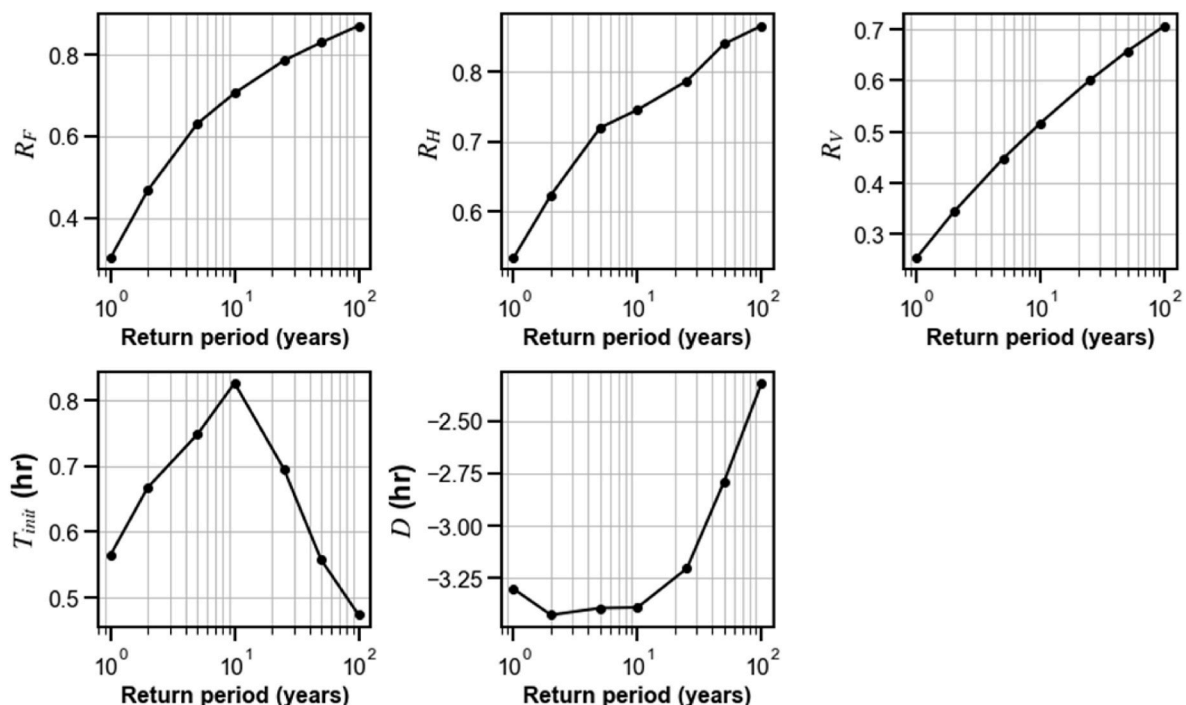 0.8
0.6
0.4
R_F
10^0 10^1 10^2
Return period (years)
0.8
0.7
0.6
R_H
10^0 10^1 10^2
Return period (years)
0.7
0.6
0.5
0.4
0.3
R_V
10^0 10^1 10^2
Return period (years)
0.8
0.7
0.6
0.5
T_init (hr)
10^0 10^1 10^2
Return period (years)
−2.50
−2.75
−3.00
−3.25
D (hr)
10^0 10^1 10^2
Return period (years)